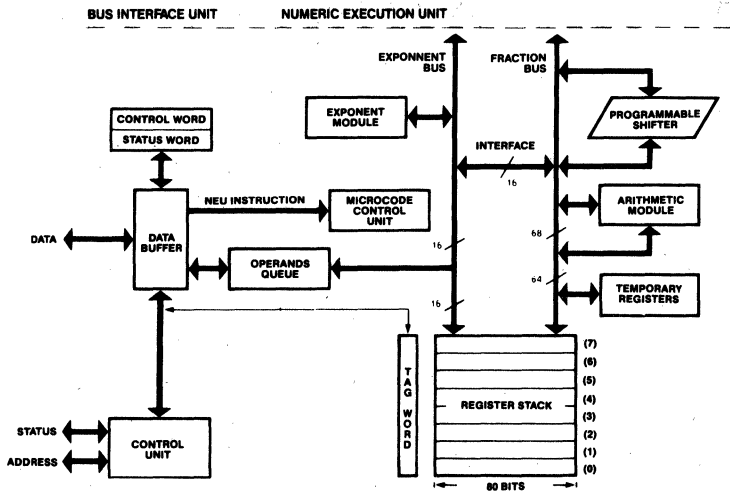 BUS INTERFACE UNIT
NUMERIC EXECUTION UNIT
EXPONNENT
BUS
FRACTION
BUS
EXPONENT
MODULE
PROGRAMMABLE
SHIFTER
CONTROL WORD
STATUS WORD
INTERFACE
16
NEU INSTRUCTION
MICROCODE
CONTROL
UNIT
ARITHMETIC
MODULE
DATA
DATA
BUFFER
16
68
OPERANDS
QUEUE
64
TEMPORARY
REGISTERS
16
TAG WORD
REGISTER STACK
(7)
(6)
(5)
(4)
(3)
(2)
(1)
(0)
STATUS
ADDRESS
CONTROL
UNIT
80 BITS